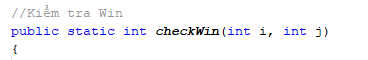 //Kiểm tra Win
public static int checkWin(int i, int j)
{